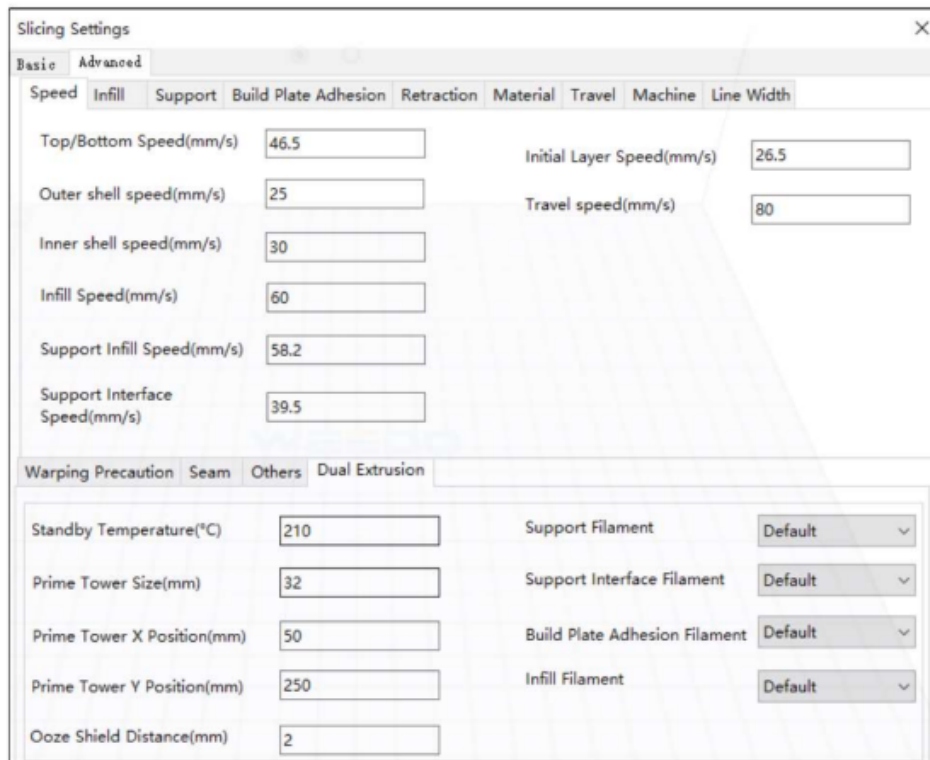 Slicing Settings
Basic Advanced
Speed Infill Support Build Plate Adhesion Retraction Material Travel Machine Line Width
Top/Bottom Speed(mm/s) 46.5
Initial Layer Speed(mm/s) 26.5
Outer shell speed(mm/s) 25
Travel speed(mm/s) 80
Inner shell speed(mm/s) 30
Infill Speed(mm/s) 60
Support Infill Speed(mm/s) 58.2
Support Interface
Speed(mm/s) 39.5
Warping Precaution Seam Others Dual Extrusion
Standby Temperature(°C) 210
Support Filament Default
Prime Tower Size(mm) 32
Support Interface Filament Default
Prime Tower X Position(mm) 50
Build Plate Adhesion Filament Default
Prime Tower Y Position(mm) 250
Infill Filament Default
Ooze Shield Distance(mm) 2